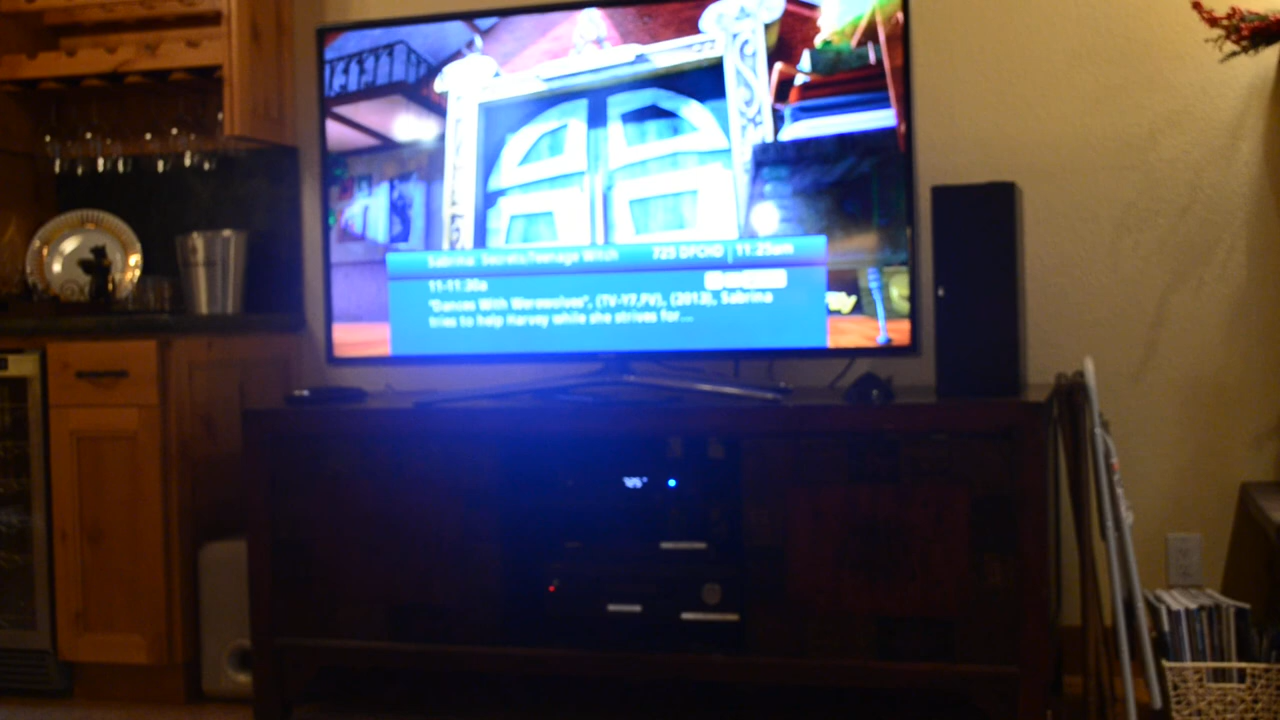 Sabrina: Secrets/Teenage Witch 725 DFCHD | 11:25am
11-11:30a
"Dances With Werewolves", (TV-Y7,FV), (2013), Sabrina
tries to help Harvey while she strives for...